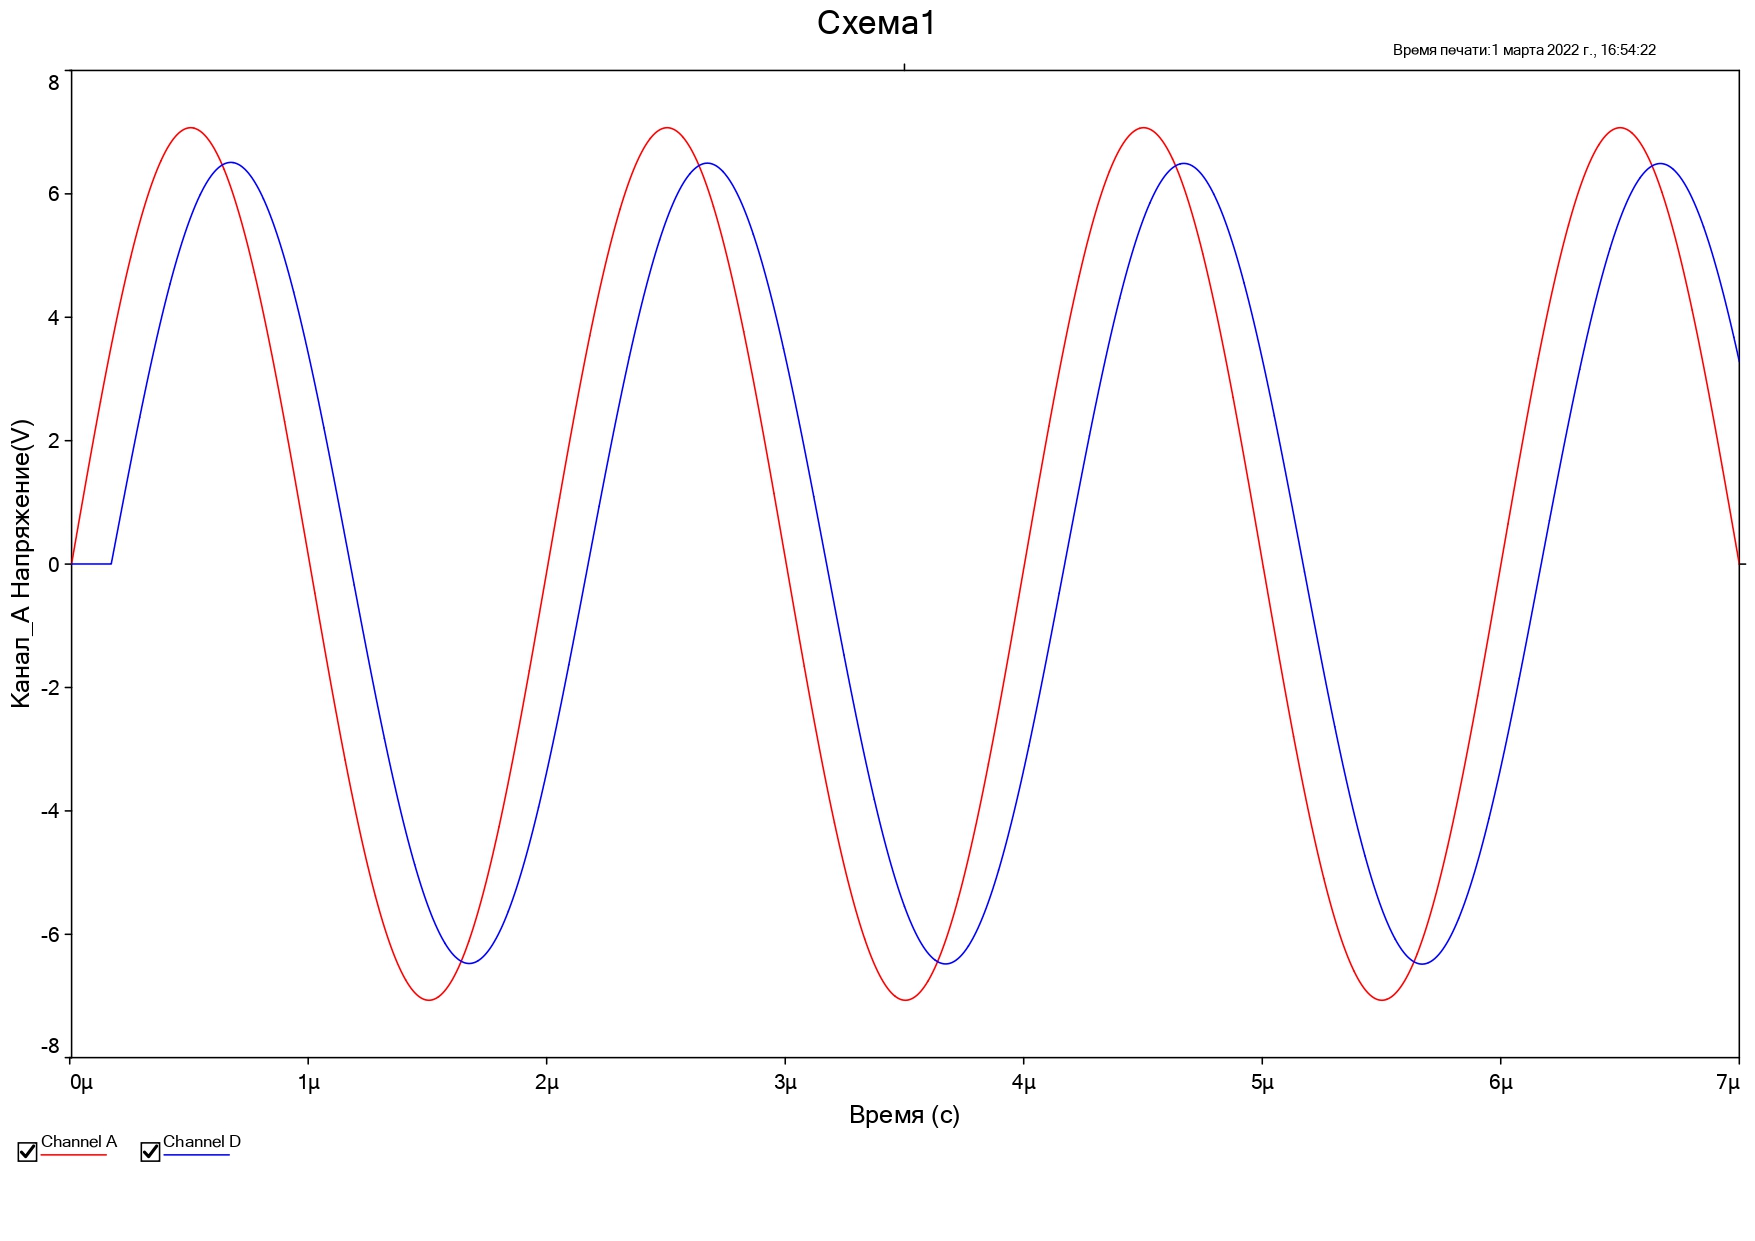 Схема1
Время печати:1 марта 2022 г., 16:54:22
8
6
4
2
0
-2
-4
-6
-8
Канал_A Напряжение(V)
0µ 1µ 2µ 3µ 4µ 5µ 6µ 7µ
Время (с)
Channel A Channel D